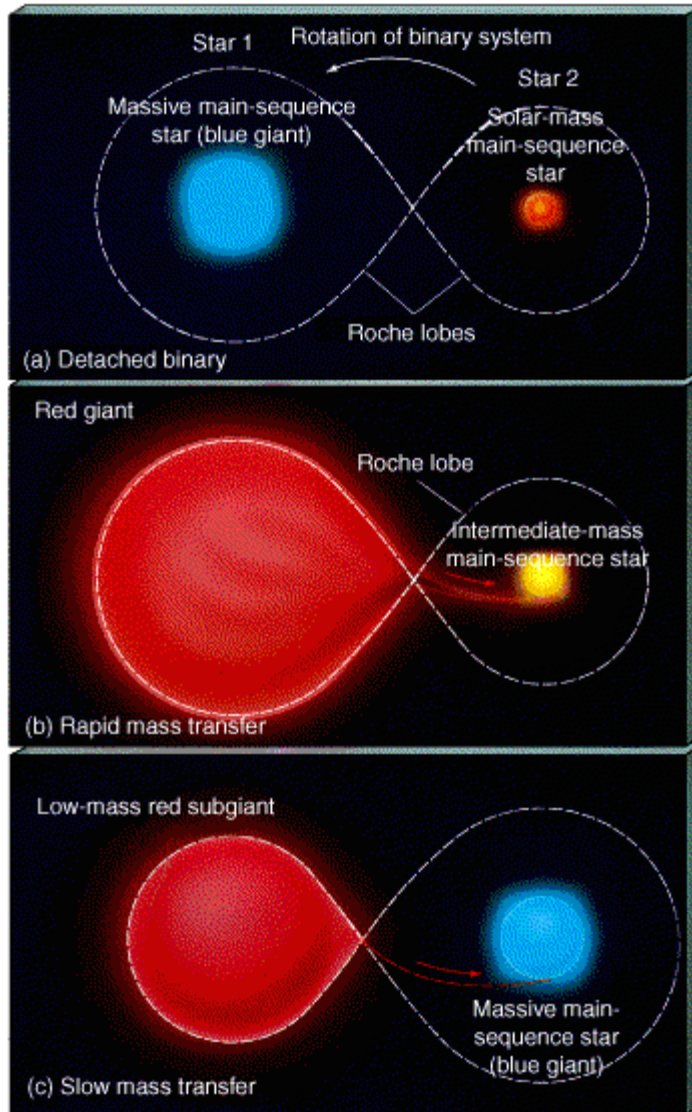 Star 1
Rotation of binary system
Star 2
Massive main-sequence
star (blue giant)
Solar-mass
main-sequence
star
Roche lobes
(a) Detached binary
Red giant
Roche lobe
Intermediate-mass
main-sequence star
(b) Rapid mass transfer
Low-mass red subgiant
Massive main-
sequence star
(blue giant)
(c) Slow mass transfer